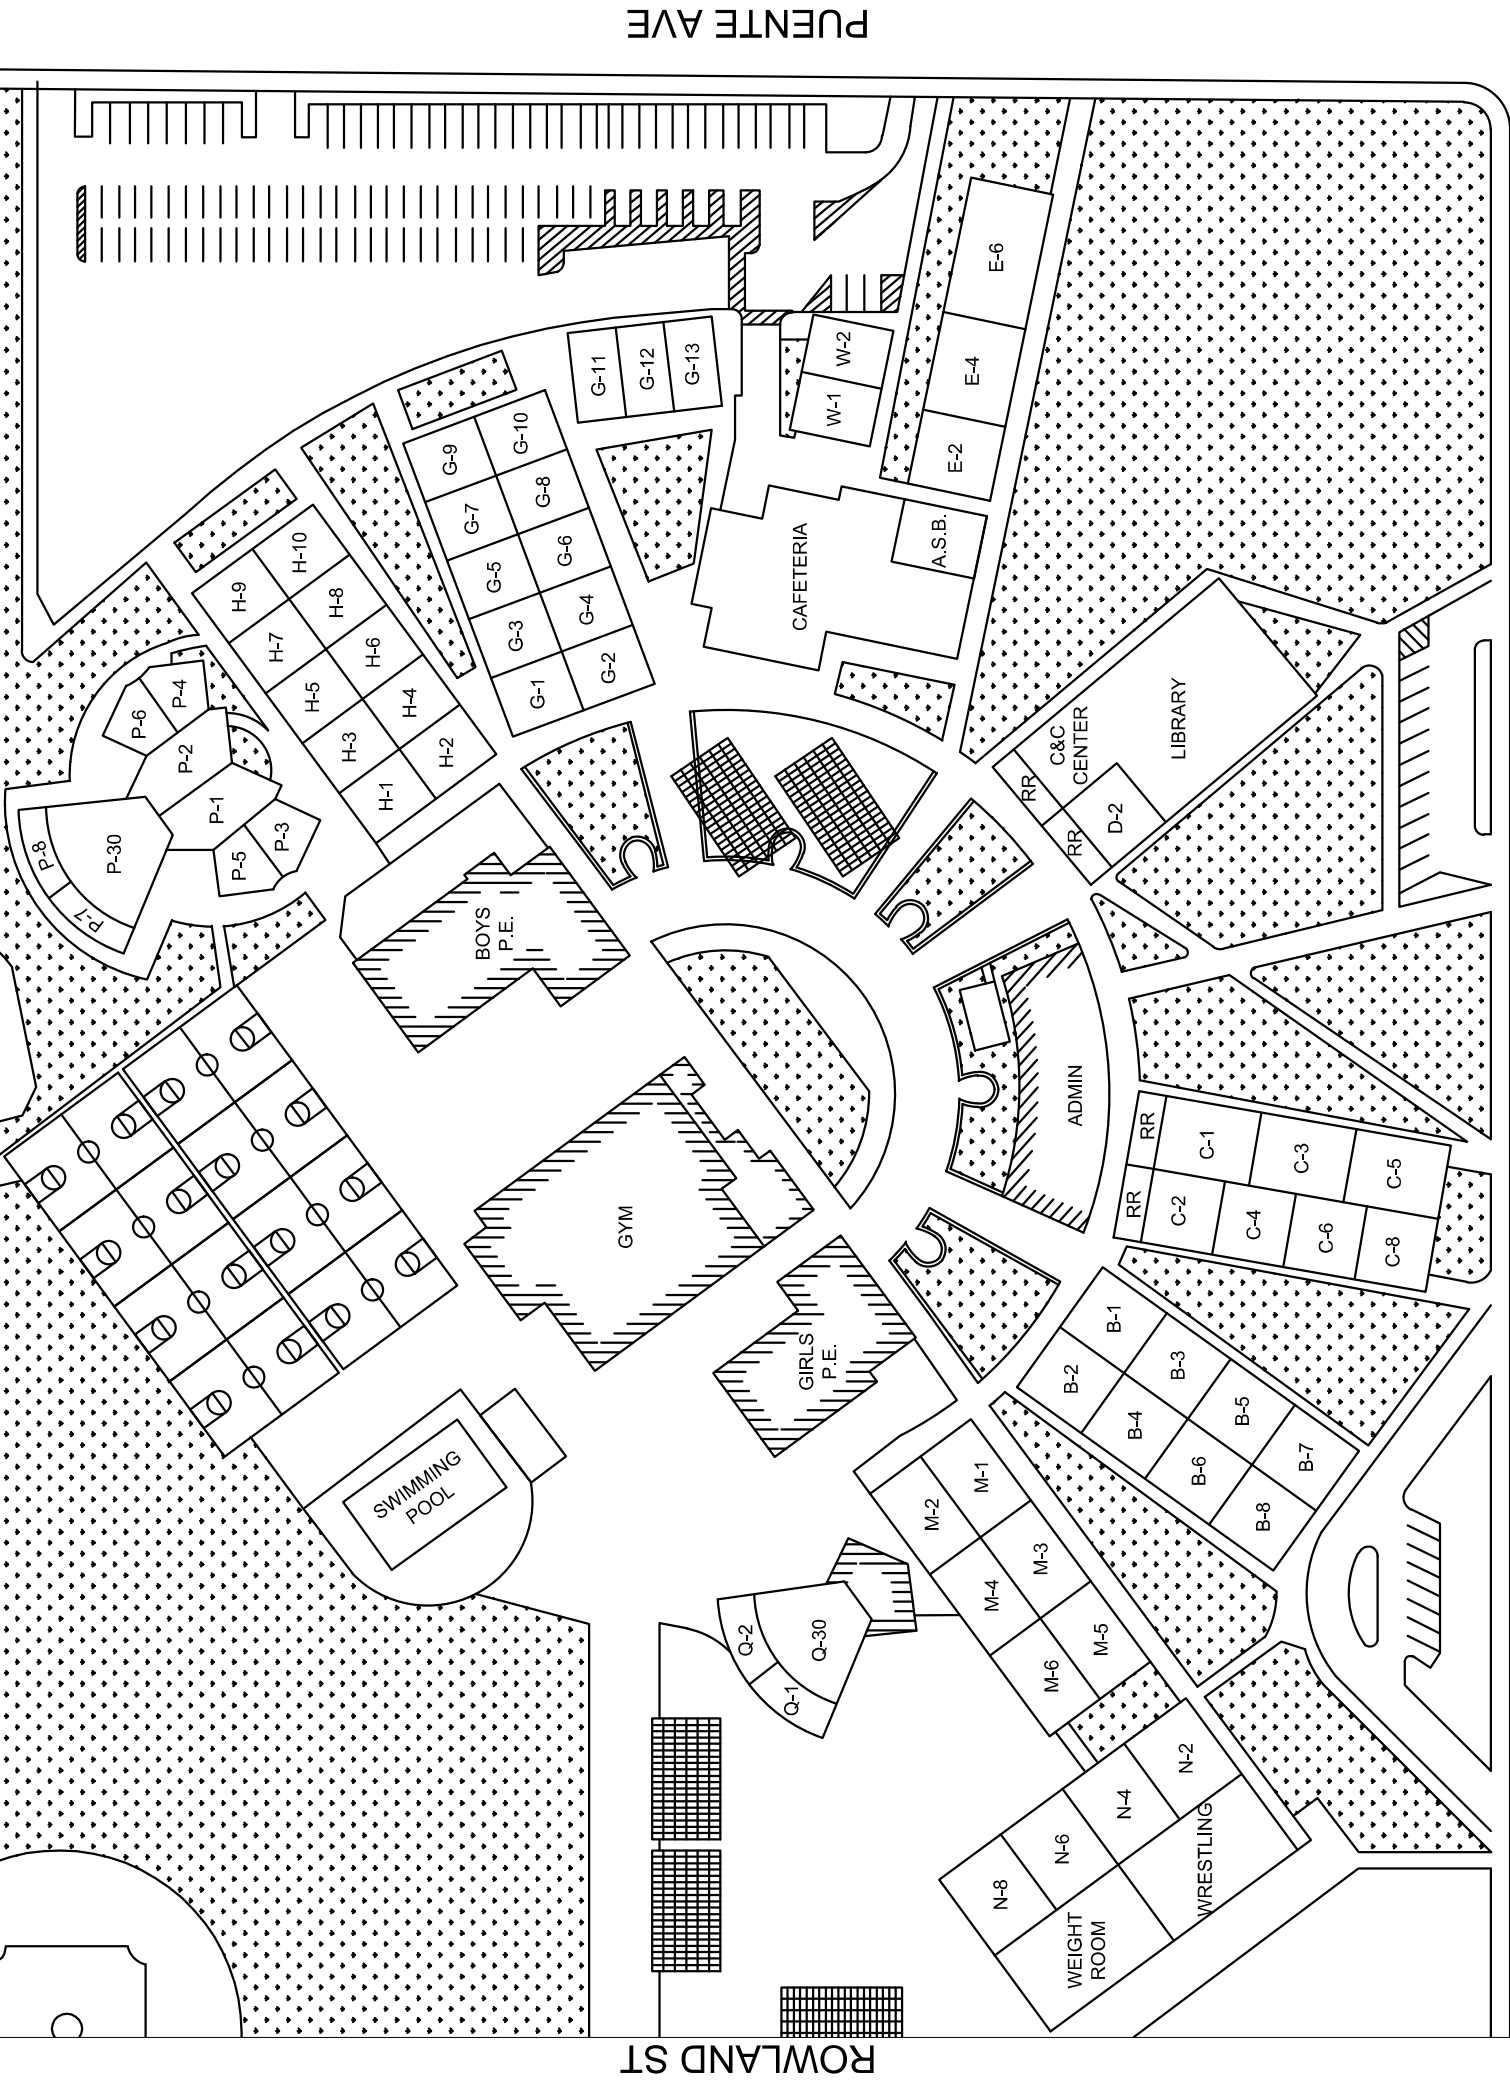 PUENTE AVE
E-6
W-2
W-1
E-4
E-2
G-11
G-12
G-13
G-9
G-10
G-7
G-8
G-5
G-6
G-3
G-4
G-1
G-2
CAFETERIA
A.S.B.
H-9
H-10
H-7
H-8
H-5
H-6
H-3
H-4
H-1
H-2
P-6
P-4
P-2
P-1
P-3
P-5
P-30
P-8
P-7
C&C
CENTER
LIBRARY
RR
RR
D-2
BOYS
P.E.
ADMIN
GYM
RR
RR
C-1
C-2
C-3
C-4
C-5
C-6
C-8
GIRLS
P.E.
B-1
B-2
B-3
B-4
B-5
B-6
B-7
B-8
SWIMMING
POOL
M-1
M-2
M-3
M-4
M-5
M-6
Q-2
Q-30
Q-1
N-2
N-4
N-6
N-8
WRESTLING
WEIGHT
ROOM
ROWLAND ST